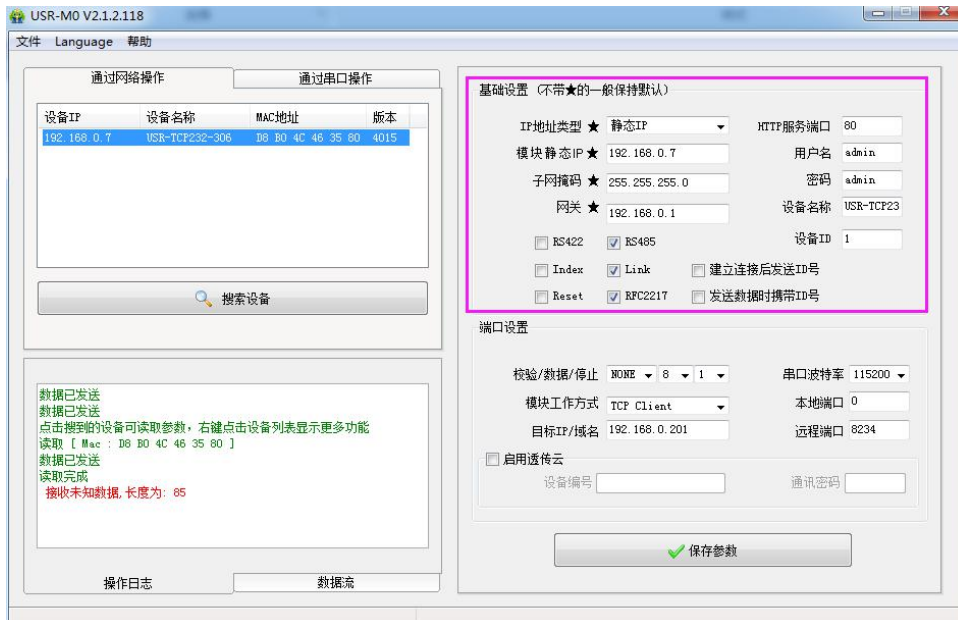 USR-M0 V2.1.2.118
文件 Language 帮助
通过网络操作 通过串口操作
设备IP 设备名称 MAC地址 版本
192.168.0.7 USR-TCP232-306 D8 B0 4C 46 35 80 4015
搜索设备
数据已发送
数据已发送
点击搜到的设备可读取参数，右键点击设备列表显示更多功能
读取 [ Mac : D8 B0 4C 46 35 80 ]
数据已发送
读取完成
接收未知数据,长度为: 85
操作日志 数据流
基础设置 (不带★的一般保持默认)
IP地址类型 ★ 静态IP HTTP服务端口 80
模块静态IP★ 192.168.0.7 用户名 admin
子网掩码 ★ 255.255.255.0 密码 admin
网关 ★ 192.168.0.1 设备名称 USR-TCP23
RS422 RS485 设备ID 1
Index Link 建立连接后发送ID号
Reset RFC2217 发送数据时携带ID号
端口设置
校验/数据/停止 NONE 8 1 串口波特率 115200
模块工作方式 TCP Client 本地端口 0
目标IP/域名 192.168.0.201 远程端口 8234
启用透传云
设备编号 通讯密码
保存参数